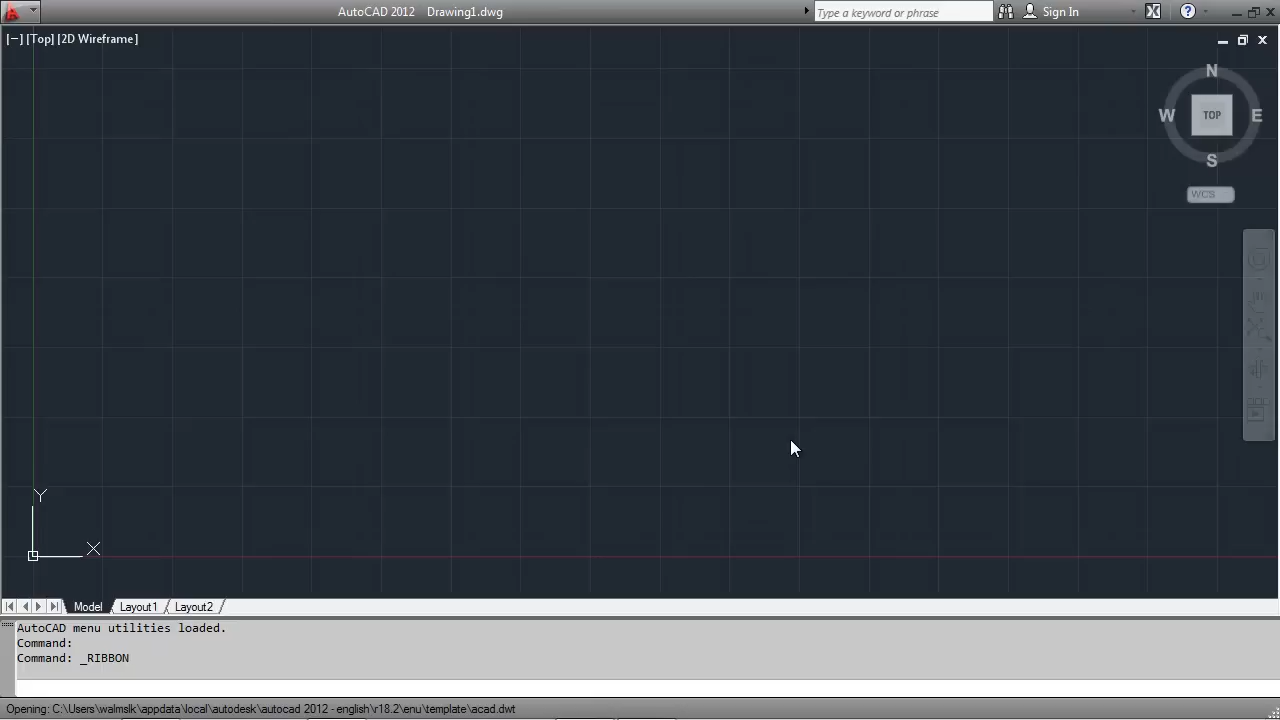 AutoCAD 2012 Drawing1.dwg
Type a keyword or phrase
Sign In
[−] [Top] [2D Wireframe]
N
W TOP E
S
WCS
Y
X
Model Layout1 Layout2
AutoCAD menu utilities loaded.
Command:
Command: _RIBBON
Opening: C:\Users\walmslk\appdata\local\autodesk\autocad 2012 - english\r18.2\enu\template\acad.dwt